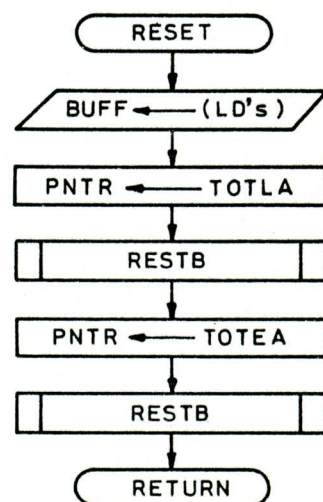 RESET
BUFF ← (LD's)
PNTR ← TOTLA
RESTB
PNTR ← TOTEA
RESTB
RETURN